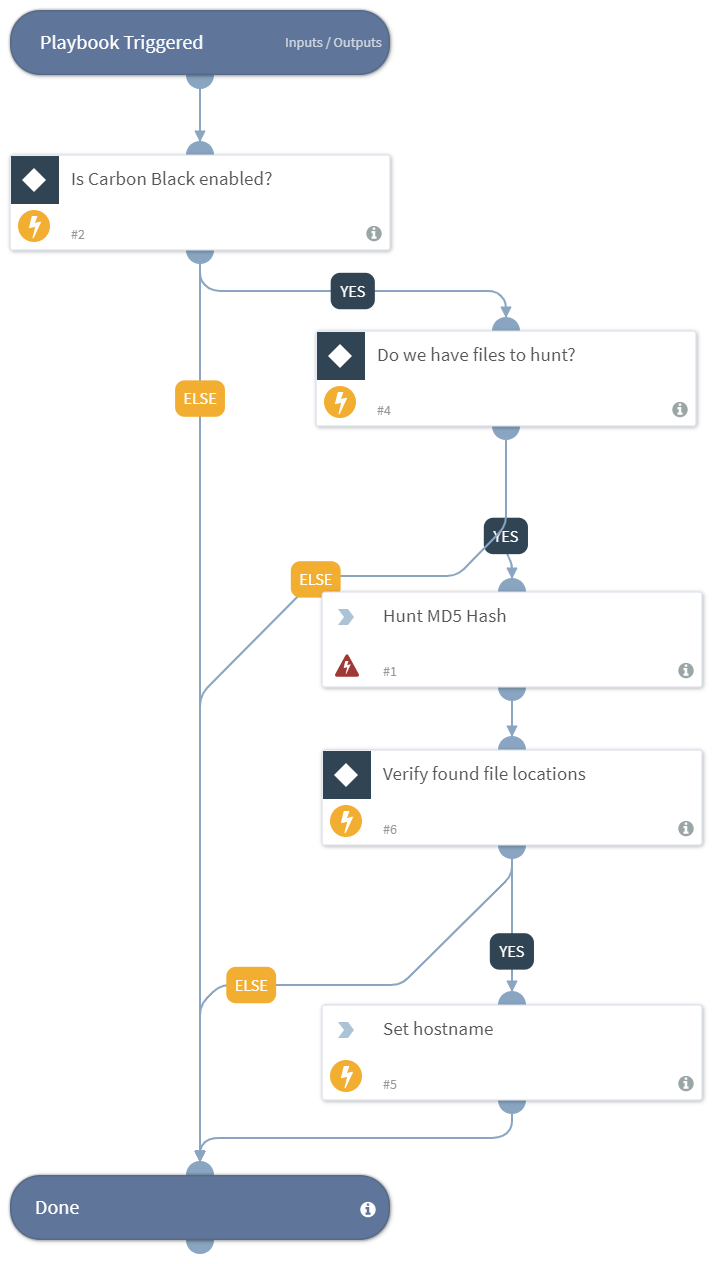 Playbook Triggered
Inputs / Outputs
Is Carbon Black enabled?
#2
YES
Do we have files to hunt?
#4
ELSE
YES
ELSE
Hunt MD5 Hash
#1
Verify found file locations
#6
YES
ELSE
Set hostname
#5
Done